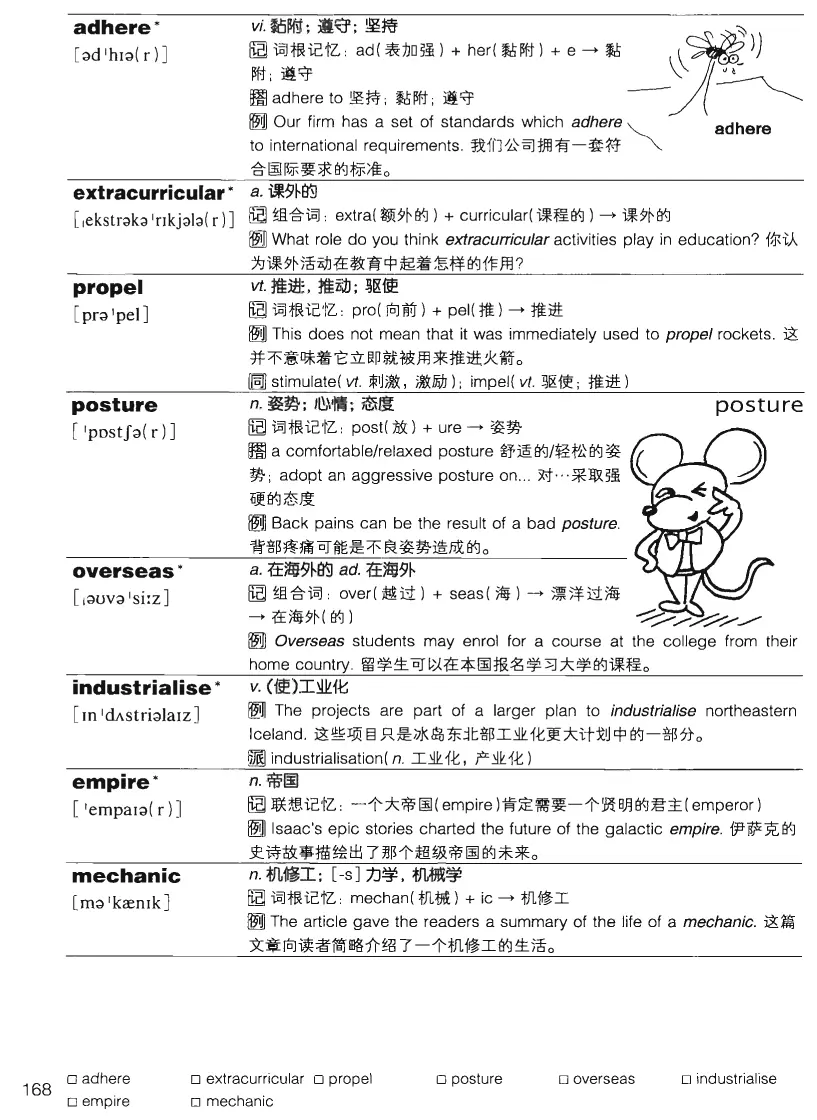 adhere*
[ədˈhɪə(r)]
vi. 黏附；遵守；坚持
记 词根记忆：ad(表加强) + her(黏附) + e → 黏
附；遵守
搭 adhere to 坚持；黏附；遵守
例 Our firm has a set of standards which adhere
to international requirements. 我们公司拥有一套符
合国际要求的标准。
adhere
extracurricular*
[ˌekstrəkəˈrɪkjələ(r)]
a. 课外的
记 组合词：extra(额外的) + curricular(课程的) → 课外的
例 What role do you think extracurricular activities play in education? 你认
为课外活动在教育中起着怎样的作用?
propel
[prəˈpel]
vt. 推进，推动；驱使
记 词根记忆：pro(向前) + pel(推) → 推进
例 This does not mean that it was immediately used to propel rockets. 这
并不意味着它立即就被用来推进火箭。
同 stimulate(vt. 刺激，激励)；impel(vt. 驱使；推进)
posture
[ˈpɒstʃə(r)]
n. 姿势；心情；态度
记 词根记忆：post(放) + ure → 姿势
搭 a comfortable/relaxed posture 舒适的/轻松的姿
势；adopt an aggressive posture on... 对…采取强
硬的态度
例 Back pains can be the result of a bad posture.
背部疼痛可能是不良姿势造成的。
posture
overseas*
[ˌəʊvəˈsiːz]
a. 在海外的 ad. 在海外
记 组合词：over(越过) + seas(海) → 漂洋过海
→ 在海外(的)
例 Overseas students may enrol for a course at the college from their
home country. 留学生可以在本国报名学习大学的课程。
industrialise*
[ɪnˈdʌstriəlaɪz]
v. (使)工业化
例 The projects are part of a larger plan to industrialise northeastern
Iceland. 这些项目只是冰岛东北部工业化更大计划中的一部分。
派 industrialisation(n. 工业化，产业化)
empire*
[ˈempaɪə(r)]
n. 帝国
记 联想记忆：一个大帝国(empire)肯定需要一个贤明的君主(emperor)
例 Isaac's epic stories charted the future of the galactic empire. 伊萨克的
史诗故事描绘出了那个超级帝国的未来。
mechanic
[məˈkænɪk]
n. 机修工；[-s]力学，机械学
记 词根记忆：mechan(机械) + ic → 机修工
例 The article gave the readers a summary of the life of a mechanic. 这篇
文章向读者简略介绍了一个机修工的生活。
168
□ adhere □ extracurricular □ propel □ posture □ overseas □ industrialise
□ empire □ mechanic